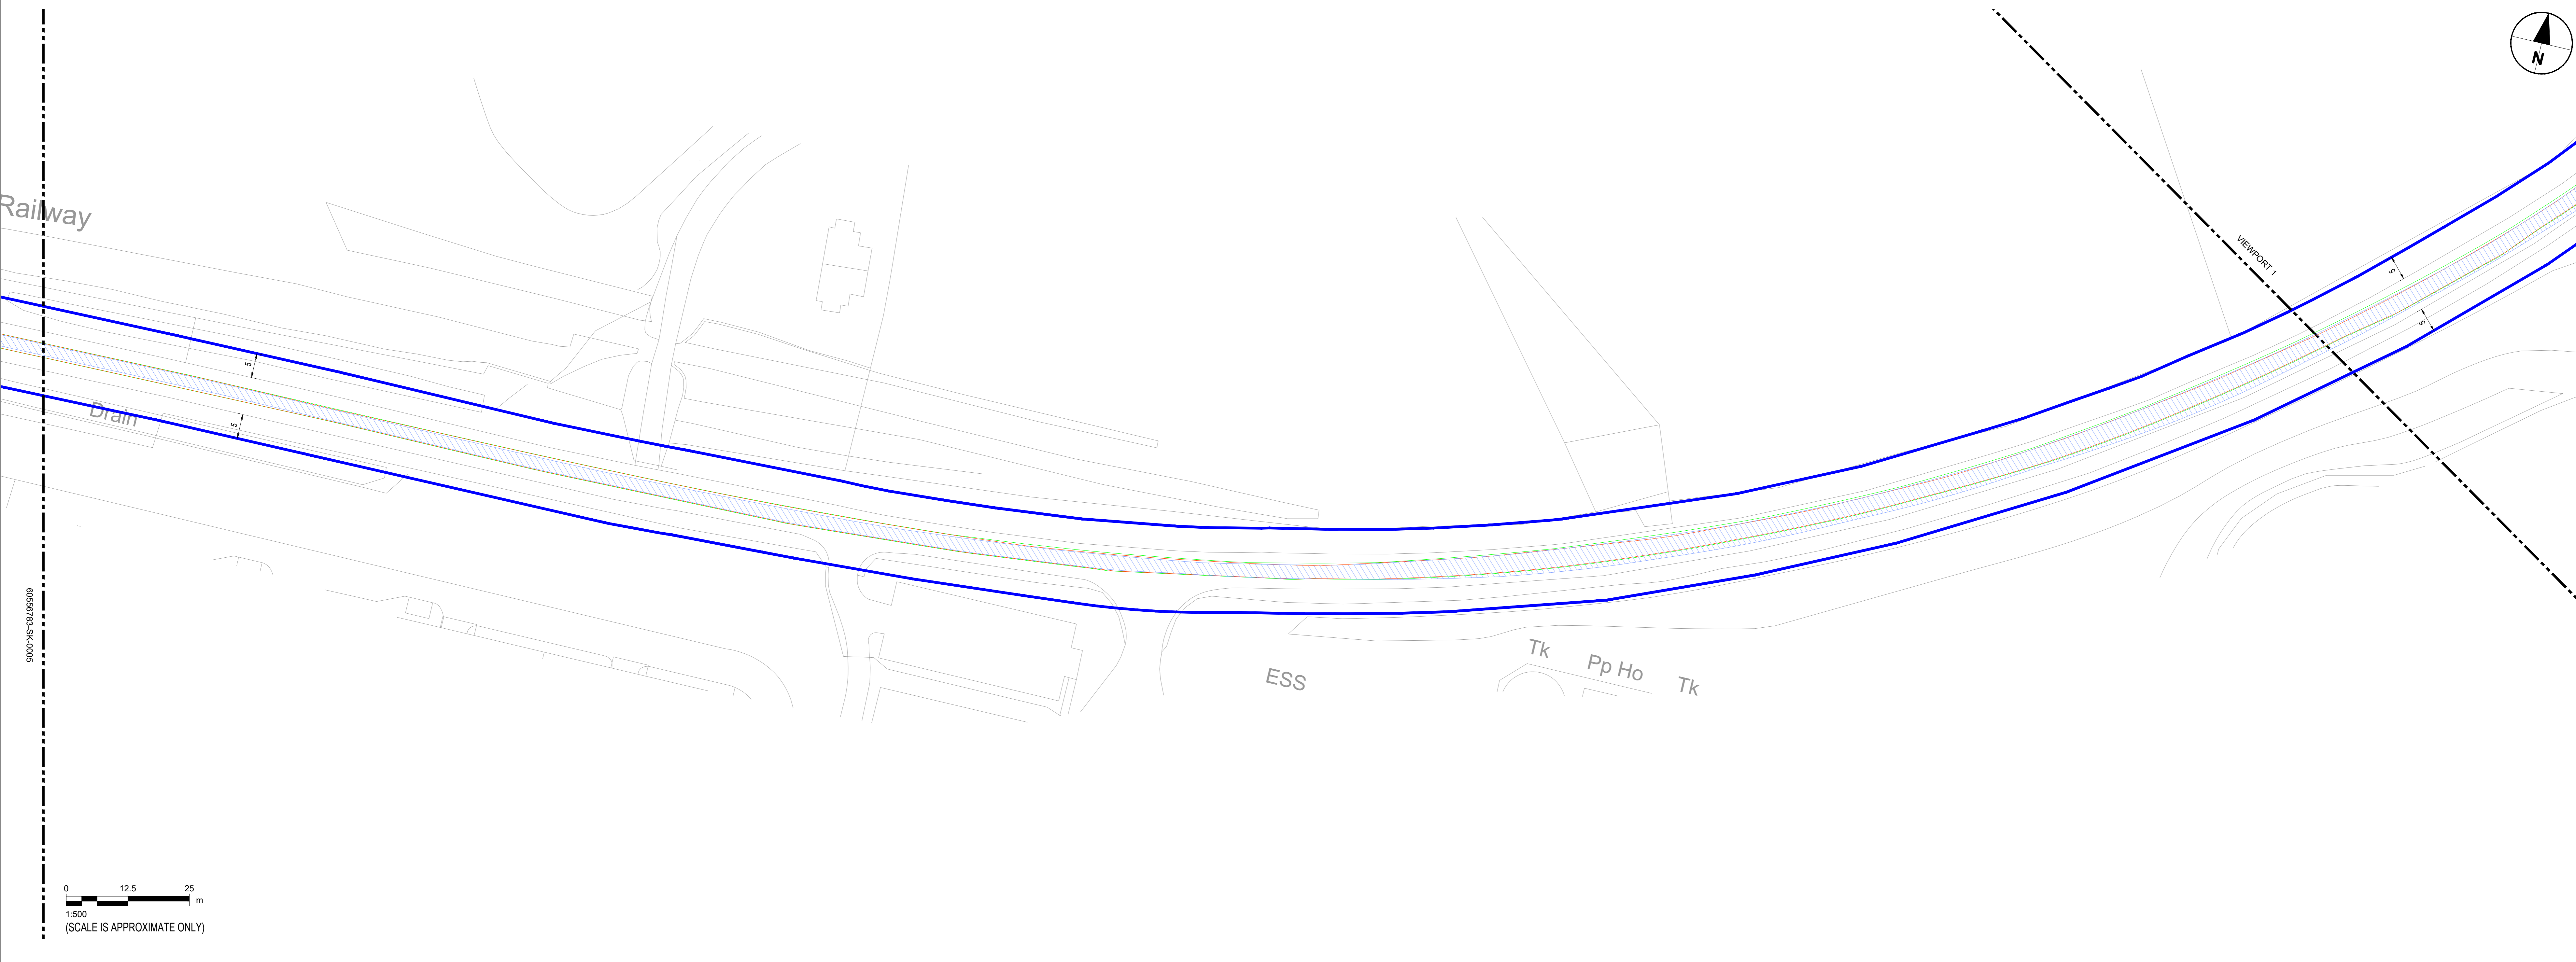 N
Railway
VIEWPORT 1
5
5
5
5
Drain
60556783-SK-0005
Tk
Pp Ho
Tk
ESS
0 12.5 25
m
1:500
(SCALE IS APPROXIMATE ONLY)